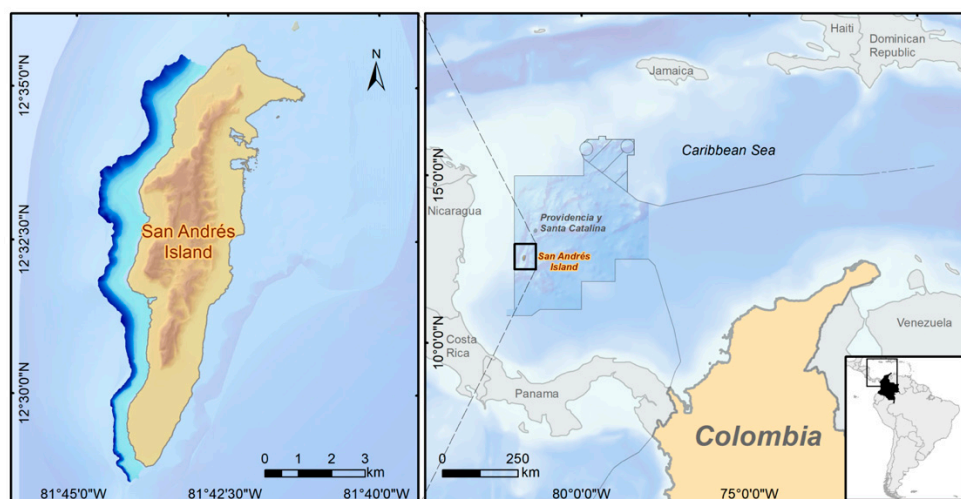 N
12°35'0"N
12°32'30"N
12°30'0"N
San Andrés
Island
0 1 2 3
km
81°45'0"W 81°42'30"W 81°40'0"W
Haiti
Dominican
Republic
Jamaica
Caribbean Sea
15°0'0"N
10°0'0"N
Nicaragua
Providencia y
Santa Catalina
San Andrés
Island
Costa
Rica
Panama
Venezuela
Colombia
0 250
km
80°0'0"W 75°0'0"W